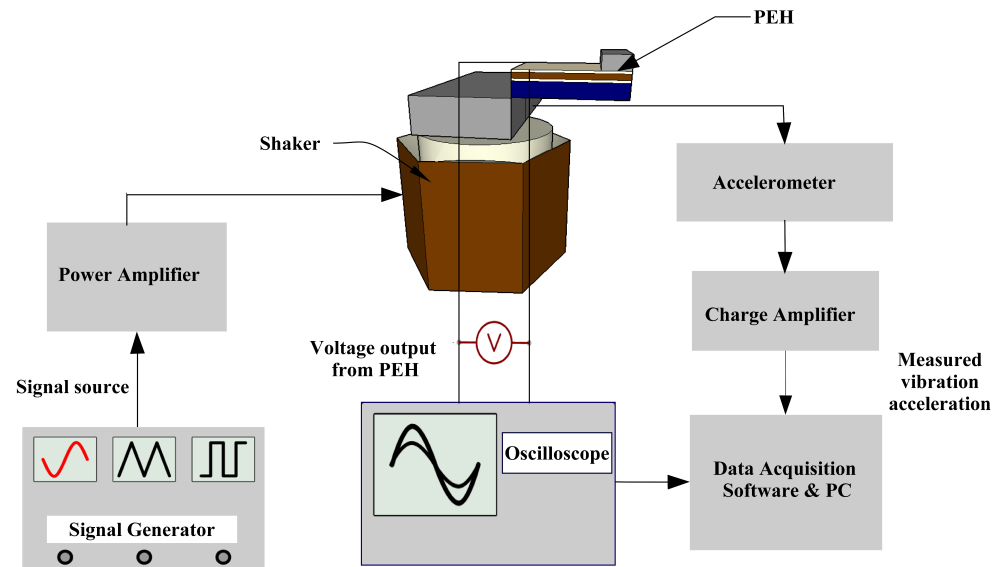 PEH
Shaker
Accelerometer
Power Amplifier
Charge Amplifier
V
Voltage output
from PEH
Measured
vibration
acceleration
Signal source
Oscilloscope
Data Acquisition
Software & PC
Signal Generator